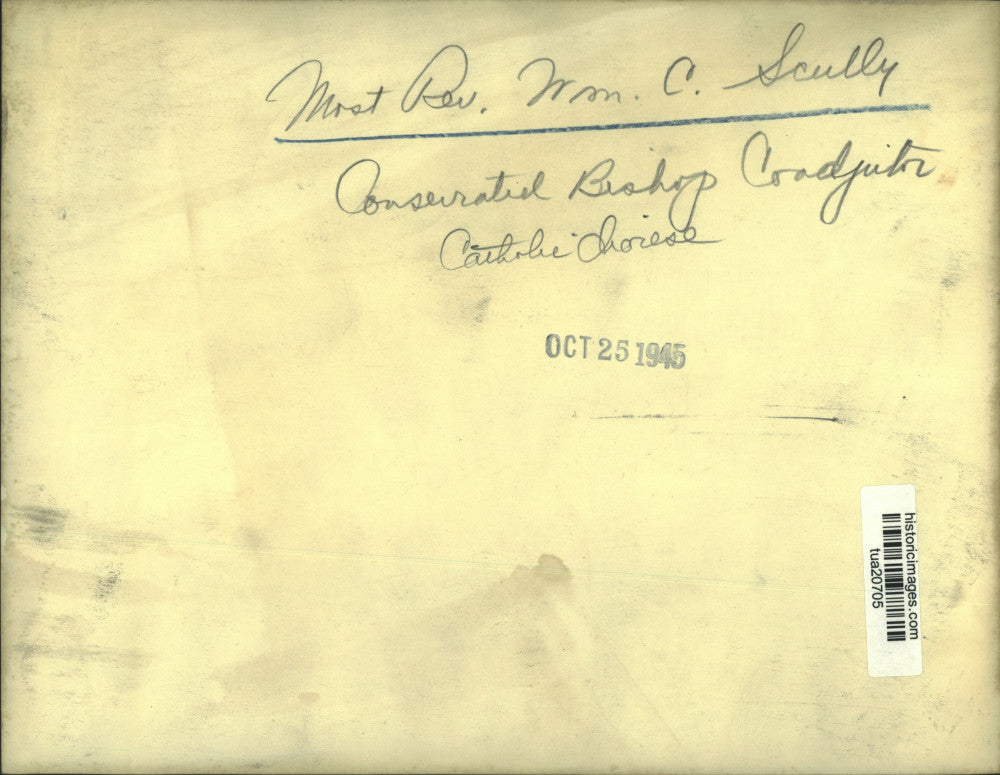 Most Rev. Wm. C. Scully
Consecrated Bishop Coadjutor
Catholic Diocese
OCT 25 1945
historicimages.com
tua20705